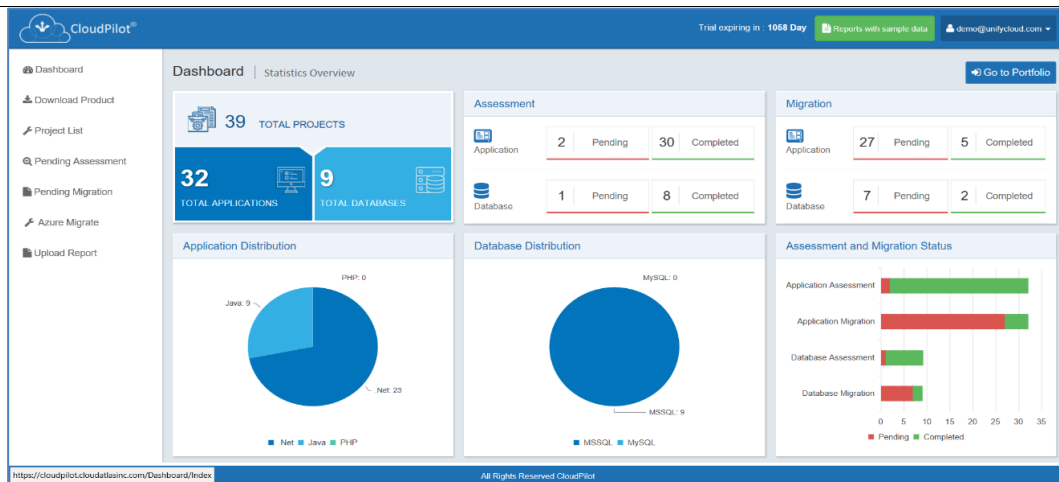 CloudPilot®
Trial expiring in : 1058 Day
Reports with sample data
demo@unifycloud.com
Dashboard
Download Product
Project List
Pending Assessment
Pending Migration
Azure Migrate
Upload Report
Dashboard | Statistics Overview
Go to Portfolio
39 TOTAL PROJECTS
32
TOTAL APPLICATIONS
9
TOTAL DATABASES
Assessment
Application
2 Pending
30 Completed
Database
1 Pending
8 Completed
Migration
Application
27 Pending
5 Completed
Database
7 Pending
2 Completed
Application Distribution
PHP: 0
Java: 9
.Net: 23
Net Java PHP
Database Distribution
MySQL: 0
MSSQL: 9
MSSQL MySQL
Assessment and Migration Status
Application Assessment
Application Migration
Database Assessment
Database Migration
0 5 10 15 20 25 30 35
Pending Completed
https://cloudpilot.cloudatlasinc.com/Dashboard/Index
All Rights Reserved CloudPilot